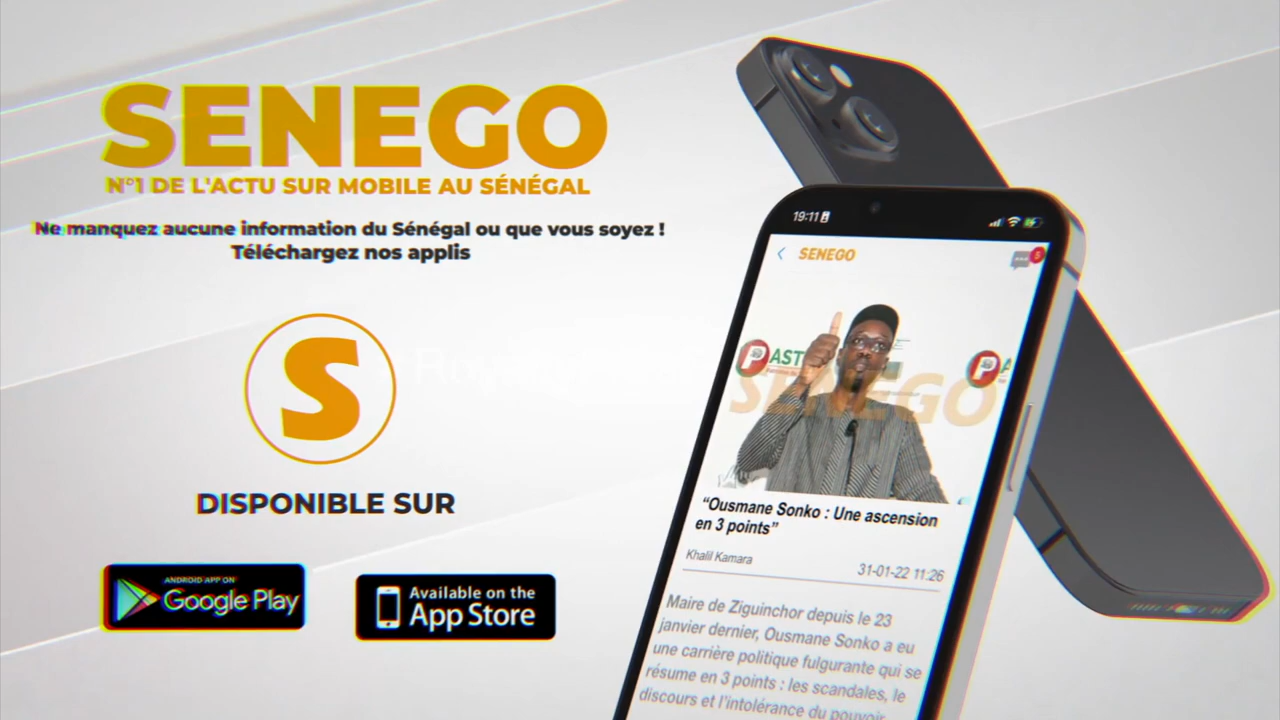 SENEGO
N°1 DE L'ACTU SUR MOBILE AU SÉNÉGAL
Ne manquez aucune information du Sénégal ou que vous soyez !
Téléchargez nos applis
S
DISPONIBLE SUR
ANDROID APP ON
Google Play
Available on the
App Store
19:11
SENEGO
5
P AST
P
SENEGO
“Ousmane Sonko : Une ascension
en 3 points”
Khalil Kamara
31-01-22 11:26
Maire de Ziguinchor depuis le 23
janvier dernier, Ousmane Sonko a eu
une carrière politique fulgurante qui se
résume en 3 points : les scandales, le
discours et l'intolérance du pouvoir